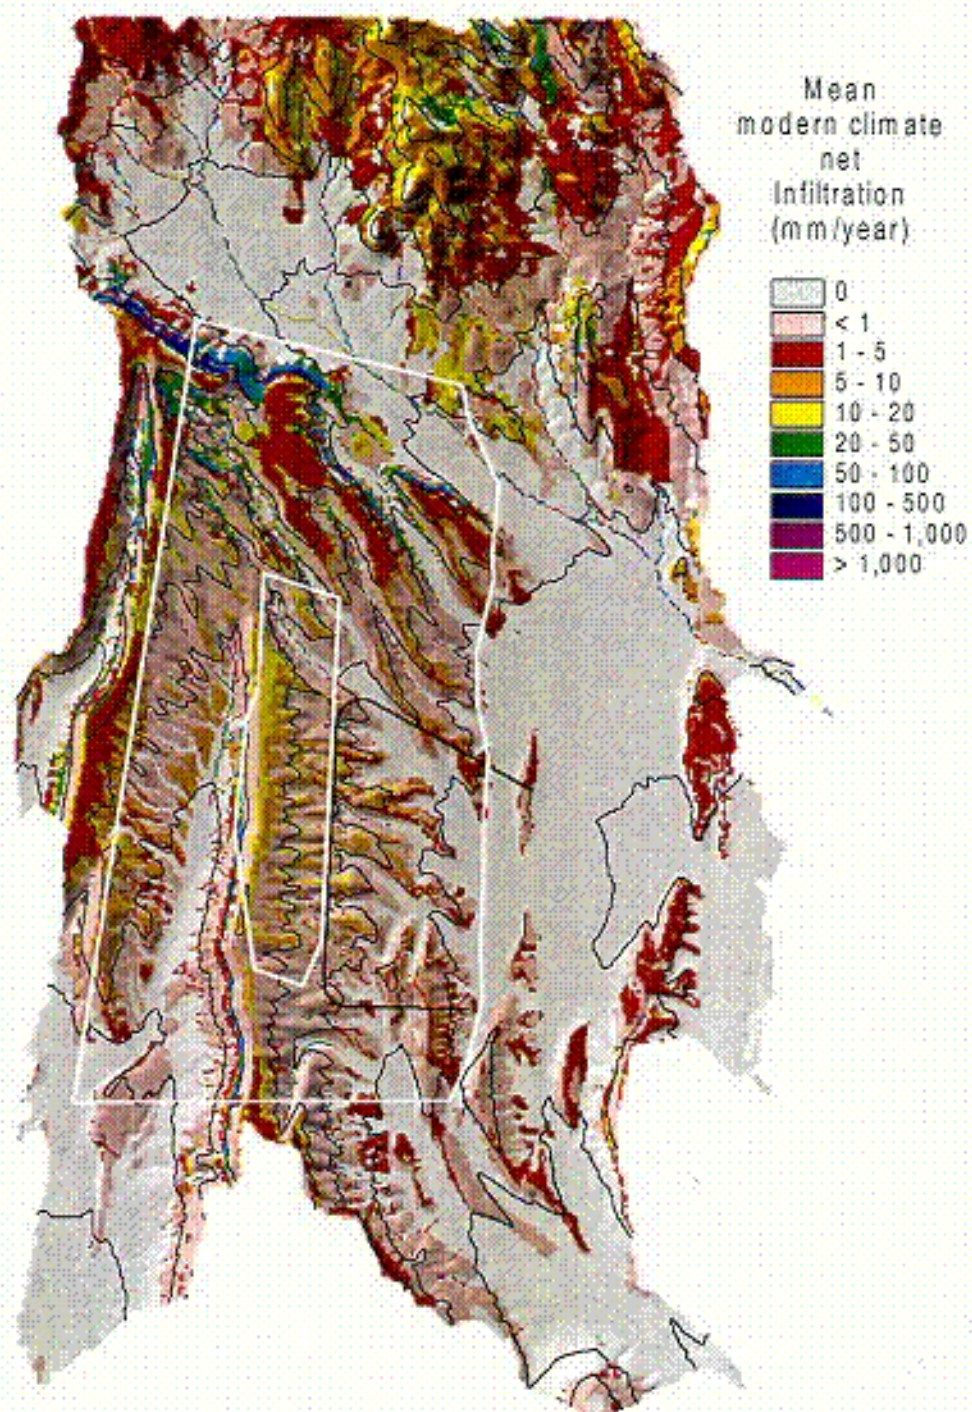 Mean
modern climate
net
Infiltration
(mm/year)
0
< 1
1 - 5
5 - 10
10 - 20
20 - 50
50 - 100
100 - 500
500 - 1,000
> 1,000